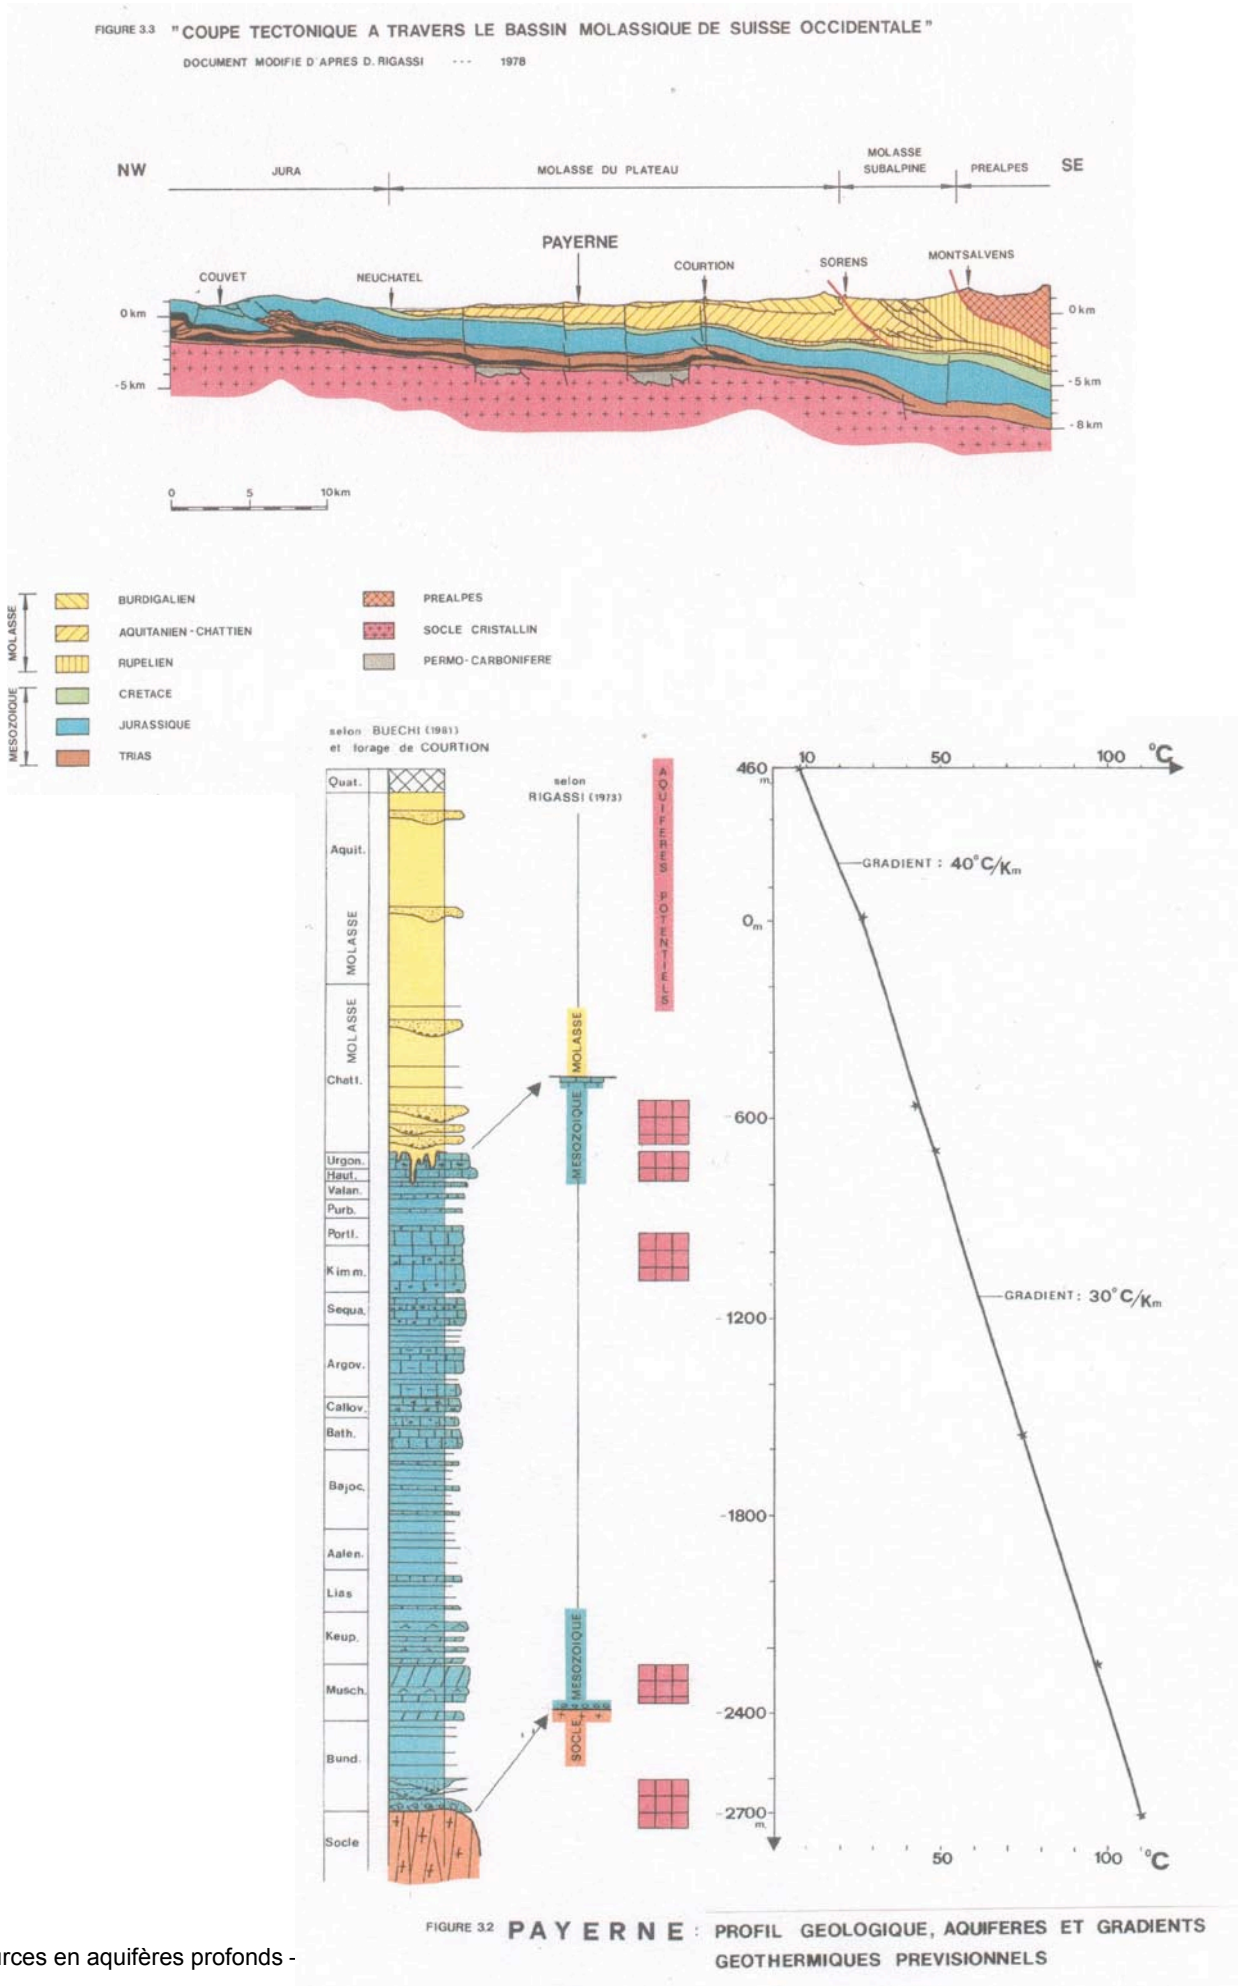 FIGURE 3.3 "COUPE TECTONIQUE A TRAVERS LE BASSIN MOLASSIQUE DE SUISSE OCCIDENTALE"
DOCUMENT MODIFIE D'APRES D. RIGASSI --- 1978
NW
JURA
MOLASSE DU PLATEAU
MOLASSE
SUBALPINE
PREALPES
SE
COUVET
NEUCHATEL
PAYERNE
COURTION
SORENS
MONTSALVENS
0 km
0 km
-5 km
-5 km
-8 km
0 5 10 km
MOLASSE
BURDIGALIEN
AQUITANIEN-CHATTIEN
RUPELIEN
MESOZOIQUE
CRETACE
JURASSIQUE
TRIAS
PREALPES
SOCLE CRISTALLIN
PERMO-CARBONIFERE
selon BUECHI (1981)
et forage de COURTION
Quat.
Aquit.
MOLASSE
MOLASSE
Chatt.
Urgon.
Haut.
Valan.
Purb.
Portl.
Kimm.
Sequa.
Argov.
Callov.
Bath.
Bajoc.
Aalen.
Lias
Keup.
Musch.
Bund.
Socle
selon
RIGASSI (1973)
MOLASSE
MESOZOIQUE
MESOZOIQUE
SOCLE
AQUIFERES POTENTIELS
10 50 100 °C
460
m.
GRADIENT : 40°C/Km
0m
-600
GRADIENT : 30°C/Km
-1200
-1800
-2400
-2700
m.
50 100 °C
FIGURE 3.2 PAYERNE : PROFIL GEOLOGIQUE, AQUIFERES ET GRADIENTS
GEOTHERMIQUES PREVISIONNELS
urces en aquifères profonds -